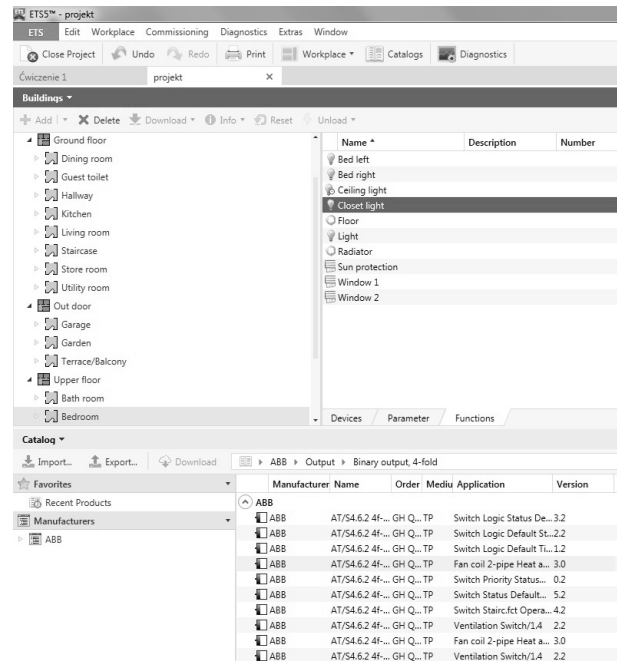 ETS5™ - projekt
ETS Edit Workplace Commissioning Diagnostics Extras Window
Close Project Undo Redo Print Workplace Catalogs Diagnostics
Ćwiczenie 1 projekt ×
Buildings
Add Delete Download Info Reset Unload
Ground floor
Dining room
Guest toilet
Hallway
Kitchen
Living room
Staircase
Store room
Utility room
Out door
Garage
Garden
Terrace/Balcony
Upper floor
Bath room
Bedroom
Name Description Number
Bed left
Bed right
Ceiling light
Closet light
Floor
Light
Radiator
Sun protection
Window 1
Window 2
Devices Parameter Functions
Catalog
Import... Export... Download ABB Output Binary output, 4-fold
Favorites
Recent Products
Manufacturers
ABB
Manufacturer Name Order Mediu Application Version
ABB
ABB AT/S4.6.2 4f-... GH Q... TP Switch Logic Status De... 3.2
ABB AT/S4.6.2 4f-... GH Q... TP Switch Logic Default St... 2.2
ABB AT/S4.6.2 4f-... GH Q... TP Switch Logic Default Ti... 1.2
ABB AT/S4.6.2 4f-... GH Q... TP Fan coil 2-pipe Heat a... 3.0
ABB AT/S4.6.2 4f-... GH Q... TP Switch Priority Status... 0.2
ABB AT/S4.6.2 4f-... GH Q... TP Switch Status Default... 5.2
ABB AT/S4.6.2 4f-... GH Q... TP Switch Stairc.fct Opera... 4.2
ABB AT/S4.6.2 4f-... GH Q... TP Ventilation Switch/1.4 2.2
ABB AT/S4.6.2 4f-... GH Q... TP Fan coil 2-pipe Heat a... 3.0
ABB AT/S4.6.2 4f-... GH Q... TP Ventilation Switch/1.4 2.2